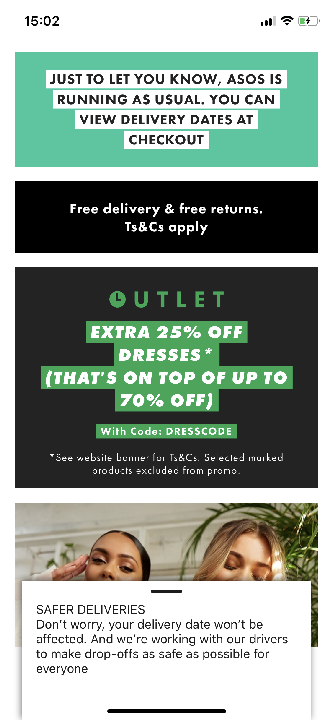 15:02
JUST TO LET YOU KNOW, ASOS IS
RUNNING AS USUAL. YOU CAN
VIEW DELIVERY DATES AT
CHECKOUT
Free delivery & free returns.
Ts&Cs apply
OUTLET
EXTRA 25% OFF
DRESSES*
(THAT'S ON TOP OF UP TO
70% OFF)
With Code: DRESSCODE
*See website banner for Ts&Cs. Selected marked
products excluded from promo.
SAFER DELIVERIES
Don't worry, your delivery date won't be
affected. And we're working with our drivers
to make drop-offs as safe as possible for
everyone